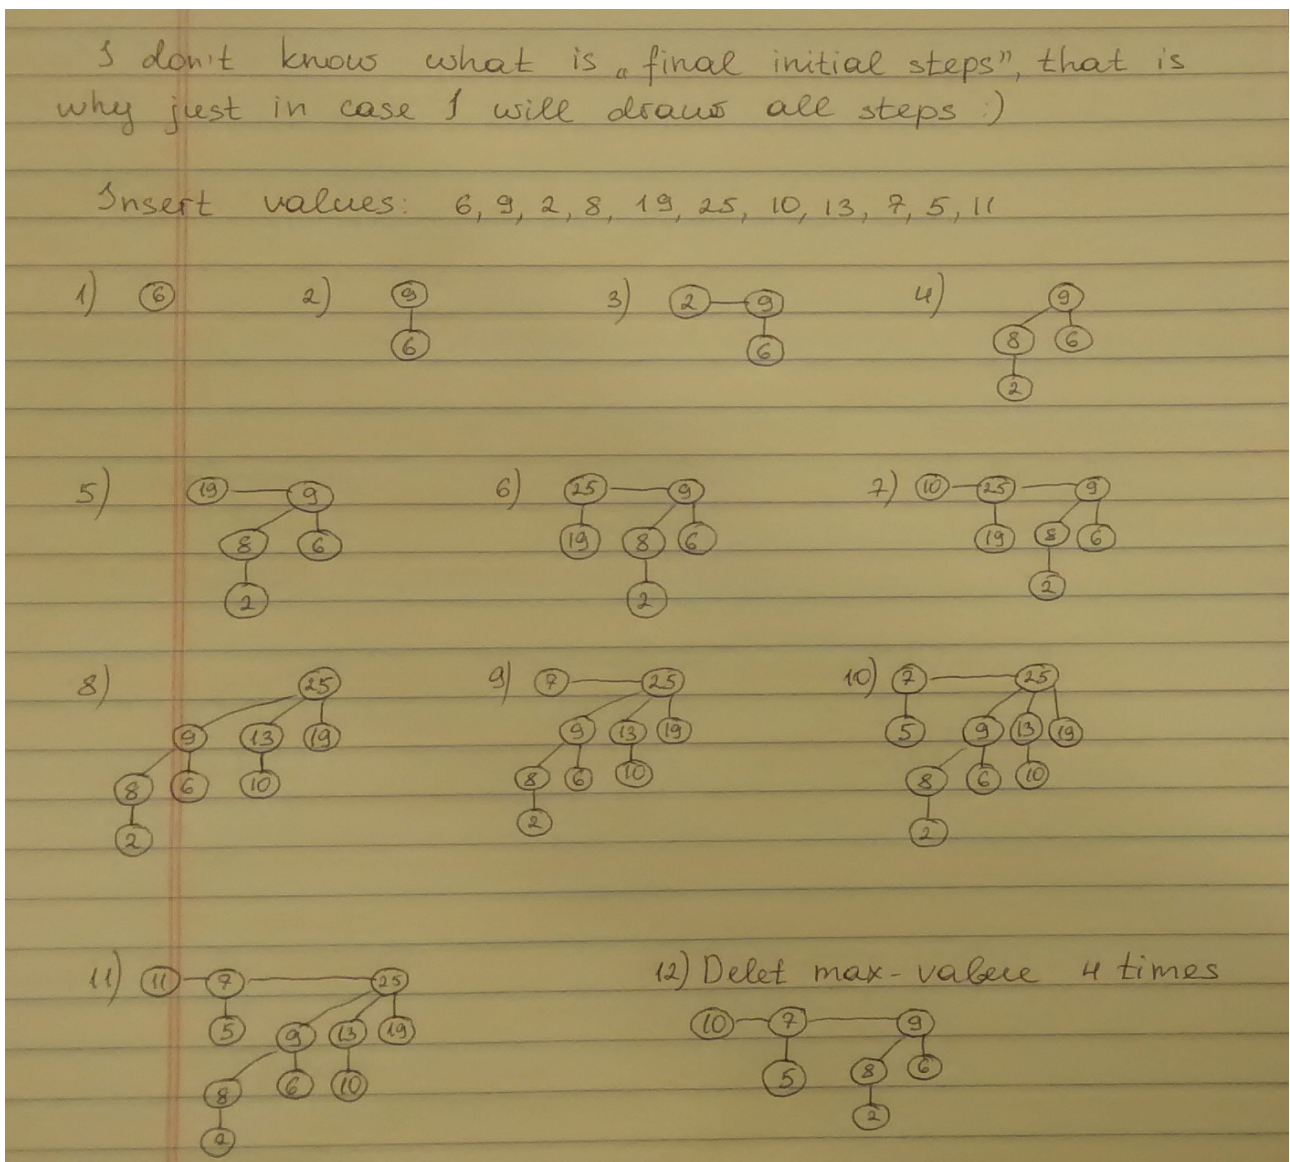 I don't know what is „final initial steps”, that is
why just in case I will draw all steps :)
Insert values: 6, 9, 2, 8, 19, 25, 10, 13, 7, 5, 11
1) 6 2) 9 3) 2 9 4) 9
6 6 8 6
2
5) 19 9 6) 25 9 7) 10 25 9
8 6 19 8 6 19 8 6
2 2 2
8) 25 9) 7 25 10) 7 25
9 13 19 9 13 19 5 9 13 19
8 6 10 8 6 10 8 6 10
2 2 2
11) 11 7 25 12) Delet max-value 4 times
5 9 13 19 10 7 9
8 6 10 5 8 6
2 2